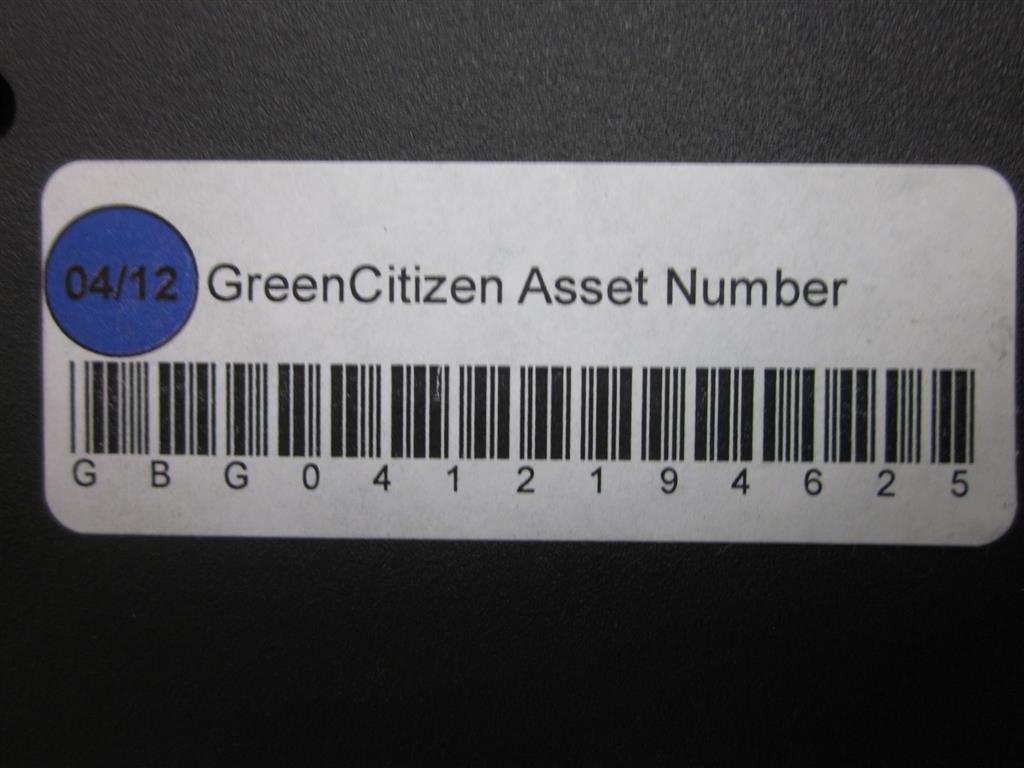 04/12 GreenCitizen Asset Number
G B G 0 4 1 2 1 9 4 6 2 5